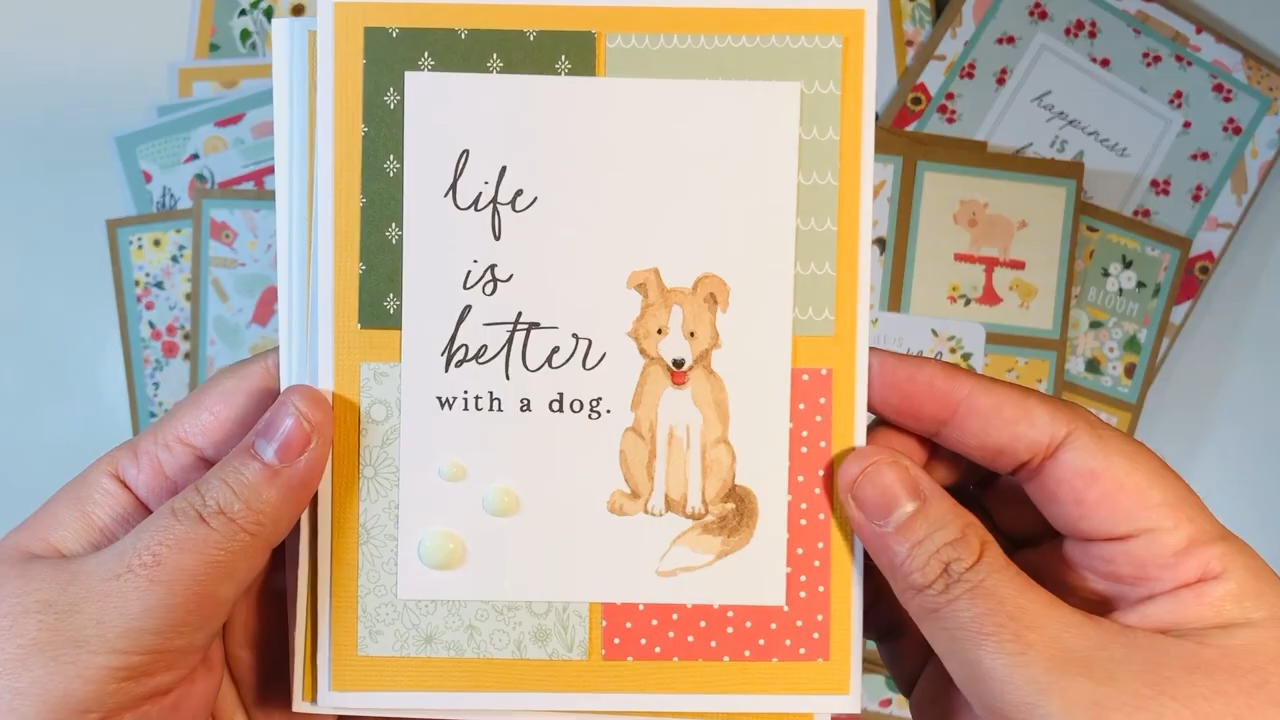 life
is
better
with a dog.
happiness
is
BLOOM